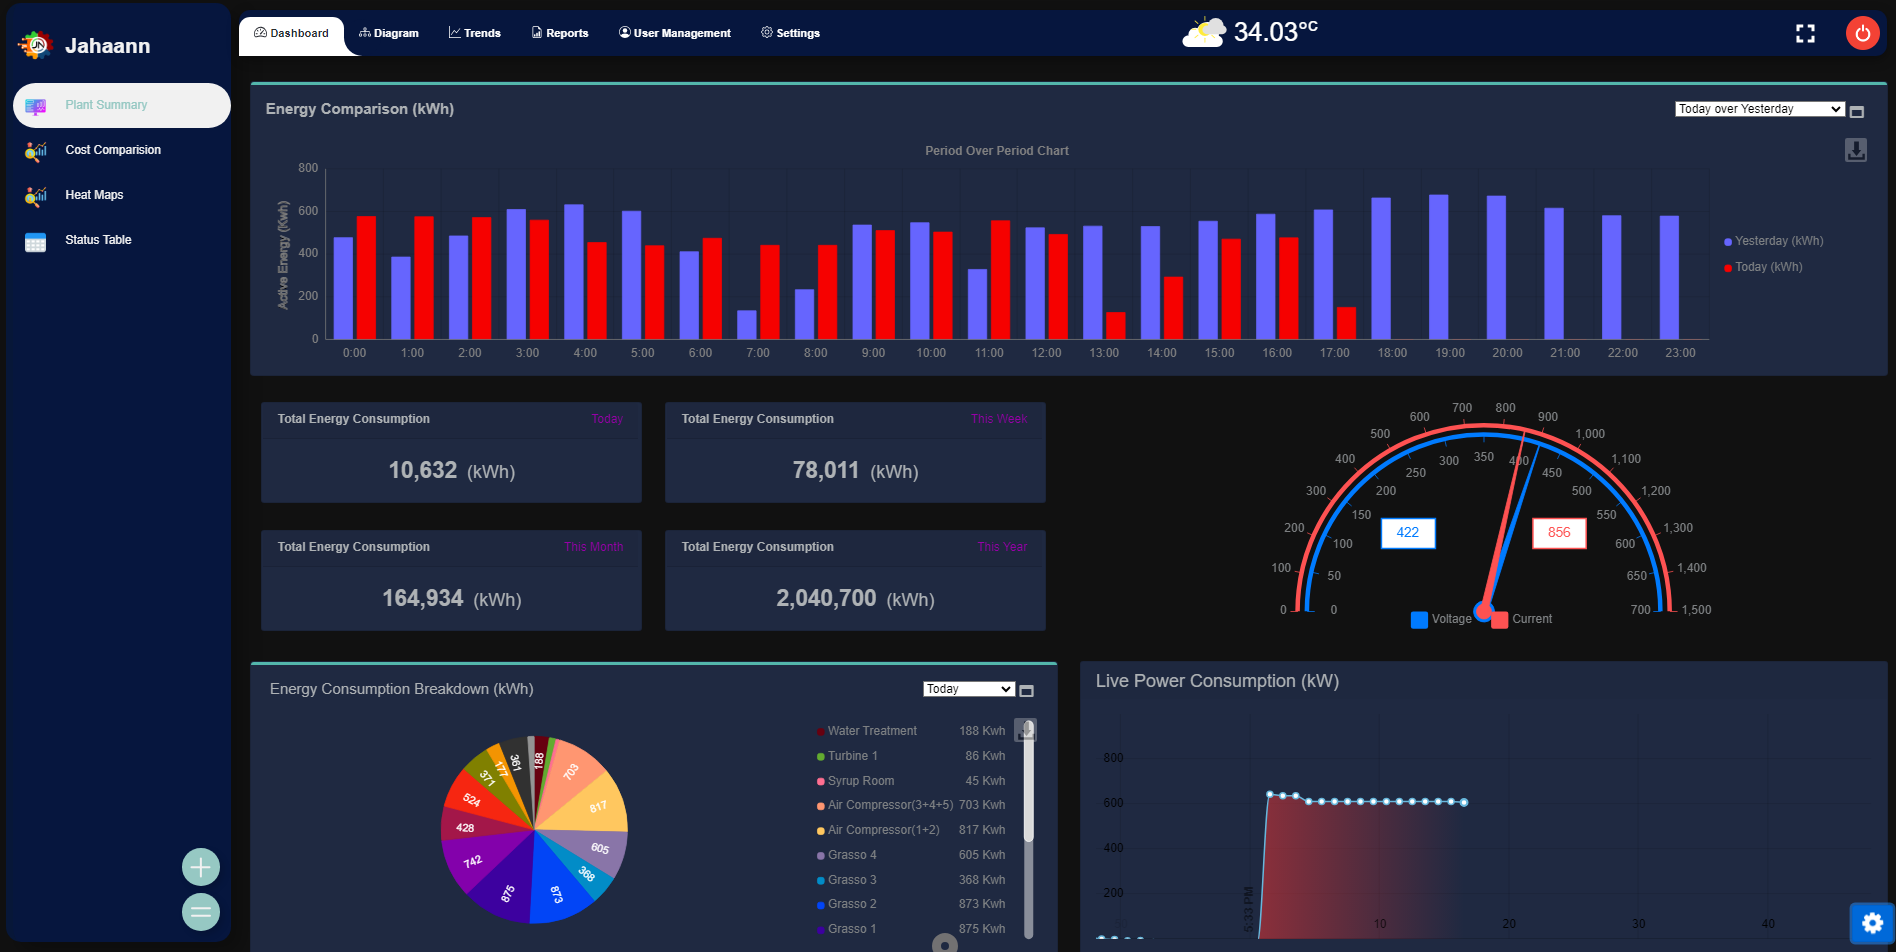 Jahaann
Dashboard
Diagram
Trends
Reports
User Management
Settings
34.03°C
Plant Summary
Cost Comparision
Heat Maps
Status Table
Energy Comparison (kWh)
Today over Yesterday
Period Over Period Chart
Active Energy (Kwh)
800
600
400
200
0
0:00 1:00 2:00 3:00 4:00 5:00 6:00 7:00 8:00 9:00 10:00 11:00 12:00 13:00 14:00 15:00 16:00 17:00 18:00 19:00 20:00 21:00 22:00 23:00
Yesterday (kWh)
Today (kWh)
Total Energy Consumption Today
10,632 (kWh)
Total Energy Consumption This Week
78,011 (kWh)
Total Energy Consumption This Month
164,934 (kWh)
Total Energy Consumption This Year
2,040,700 (kWh)
0 100 200 300 400 500 600 700 800 900 1,000 1,100 1,200 1,300 1,400 1,500
0 50 100 150 200 250 300 350 400 450 500 550 600 650 700
422
856
Voltage
Current
Energy Consumption Breakdown (kWh)
Today
188
703
817
605
368
873
875
742
428
524
371
177
361
Water Treatment 188 Kwh
Turbine 1 86 Kwh
Syrup Room 45 Kwh
Air Compressor(3+4+5) 703 Kwh
Air Compressor(1+2) 817 Kwh
Grasso 4 605 Kwh
Grasso 3 368 Kwh
Grasso 2 873 Kwh
Grasso 1 875 Kwh
Live Power Consumption (kW)
800
600
400
200
5:33 PM
10 20 30 40